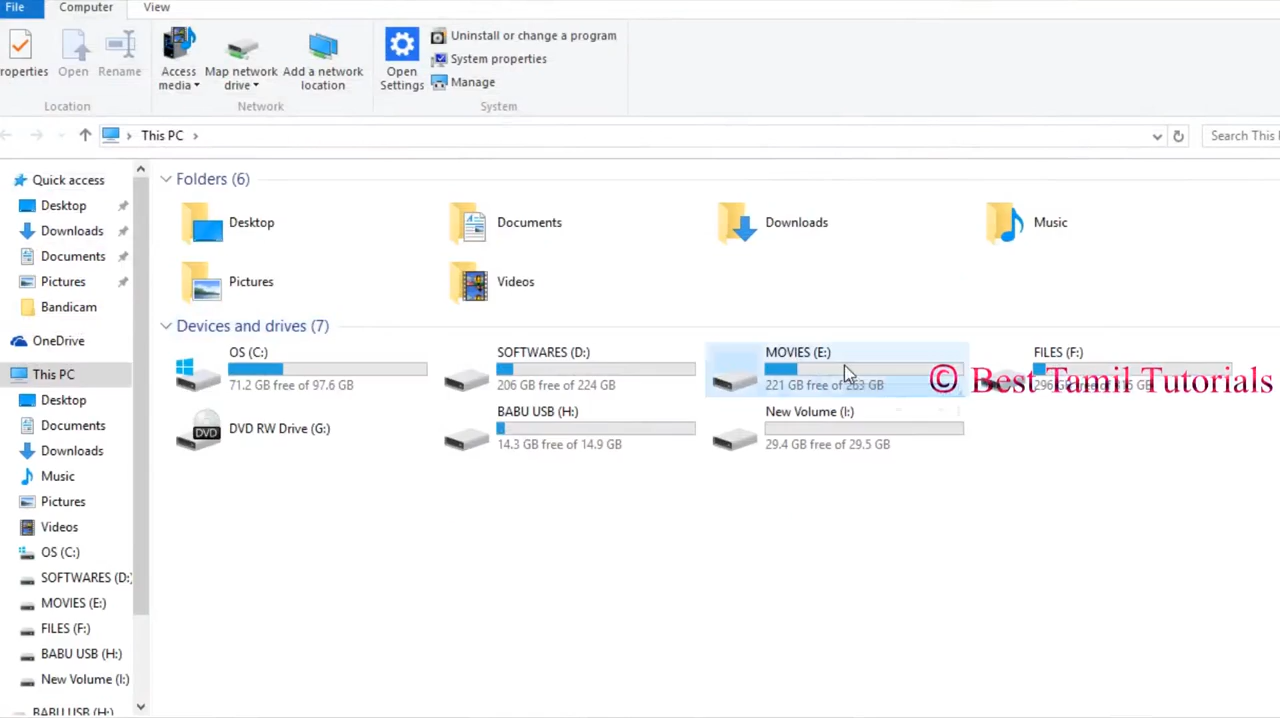 File
Computer
View
roperties
Open
Rename
Access media
Map network drive
Add a network location
Open Settings
Uninstall or change a program
System properties
Manage
Location
Network
System
This PC
Search This
Quick access
Desktop
Downloads
Documents
Pictures
Bandicam
OneDrive
This PC
Desktop
Documents
Downloads
Music
Pictures
Videos
OS (C:)
SOFTWARES (D:)
MOVIES (E:)
FILES (F:)
BABU USB (H:)
New Volume (I:)
BABU USB (H:)
Folders (6)
Desktop
Documents
Downloads
Music
Pictures
Videos
Devices and drives (7)
OS (C:)
71.2 GB free of 97.6 GB
SOFTWARES (D:)
206 GB free of 224 GB
MOVIES (E:)
221 GB free of 263 GB
FILES (F:)
© Best Tamil Tutorials
DVD RW Drive (G:)
DVD
BABU USB (H:)
14.3 GB free of 14.9 GB
New Volume (I:)
29.4 GB free of 29.5 GB